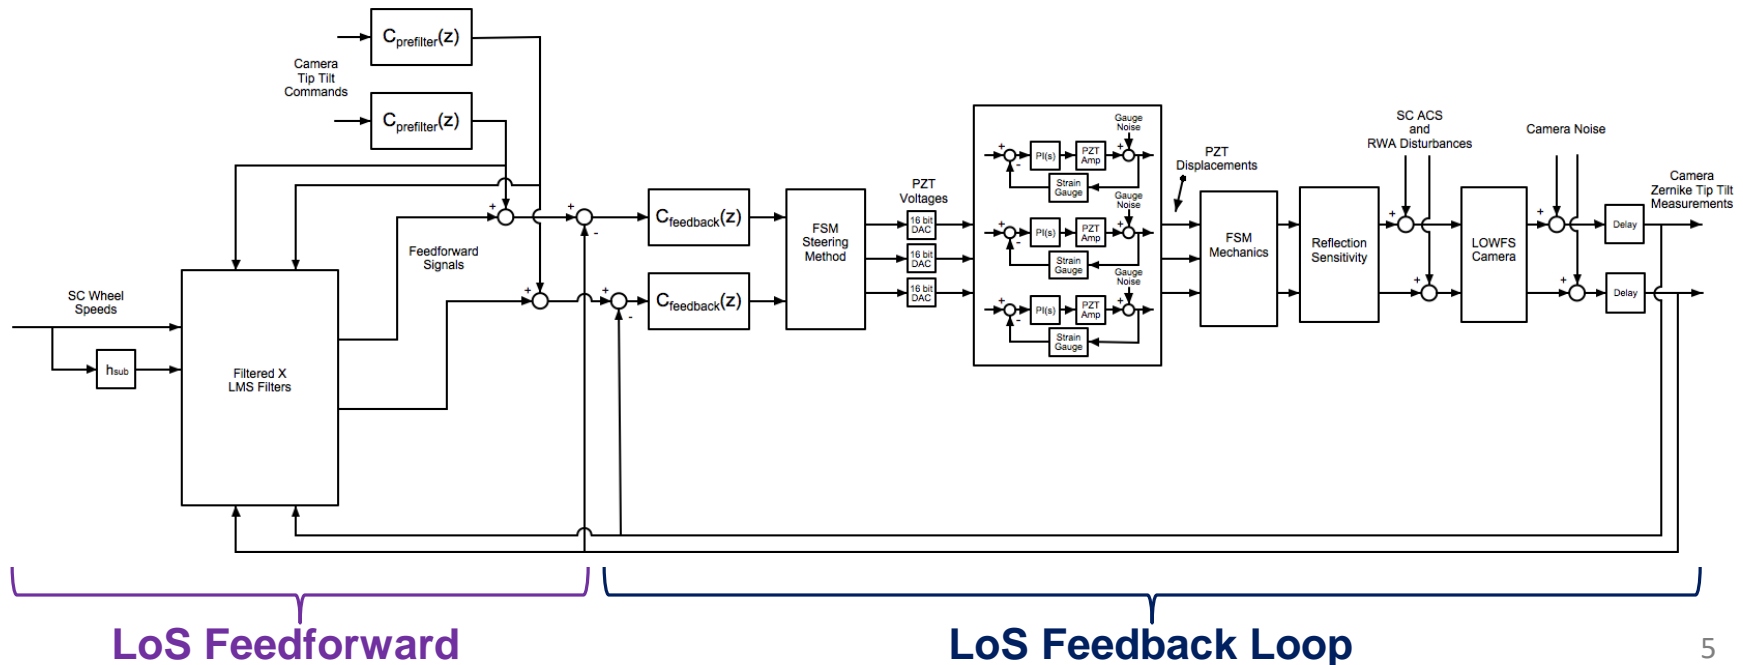 Cprefilter(z)
Camera
Tip Tilt
Commands
Cprefilter(z)
SC Wheel
Speeds
hsub
Filtered X
LMS Filters
Feedforward
Signals
+
+
-
+
+
-
Cfeedback(z)
Cfeedback(z)
FSM
Steering
Method
PZT
Voltages
16 bit
DAC
16 bit
DAC
16 bit
DAC
Gauge
Noise
+
-
PI(s)
PZT
Amp
+
Strain
Gauge
Gauge
Noise
+
-
PI(s)
PZT
Amp
+
Strain
Gauge
Gauge
Noise
+
-
PI(s)
PZT
Amp
+
Strain
Gauge
PZT
Displacements
FSM
Mechanics
Reflection
Sensitivity
SC ACS
and
RWA Disturbances
+
+
LOWFS
Camera
Camera Noise
+
+
Delay
Delay
Camera
Zernike Tip Tilt
Measurements
LoS Feedforward
LoS Feedback Loop
5